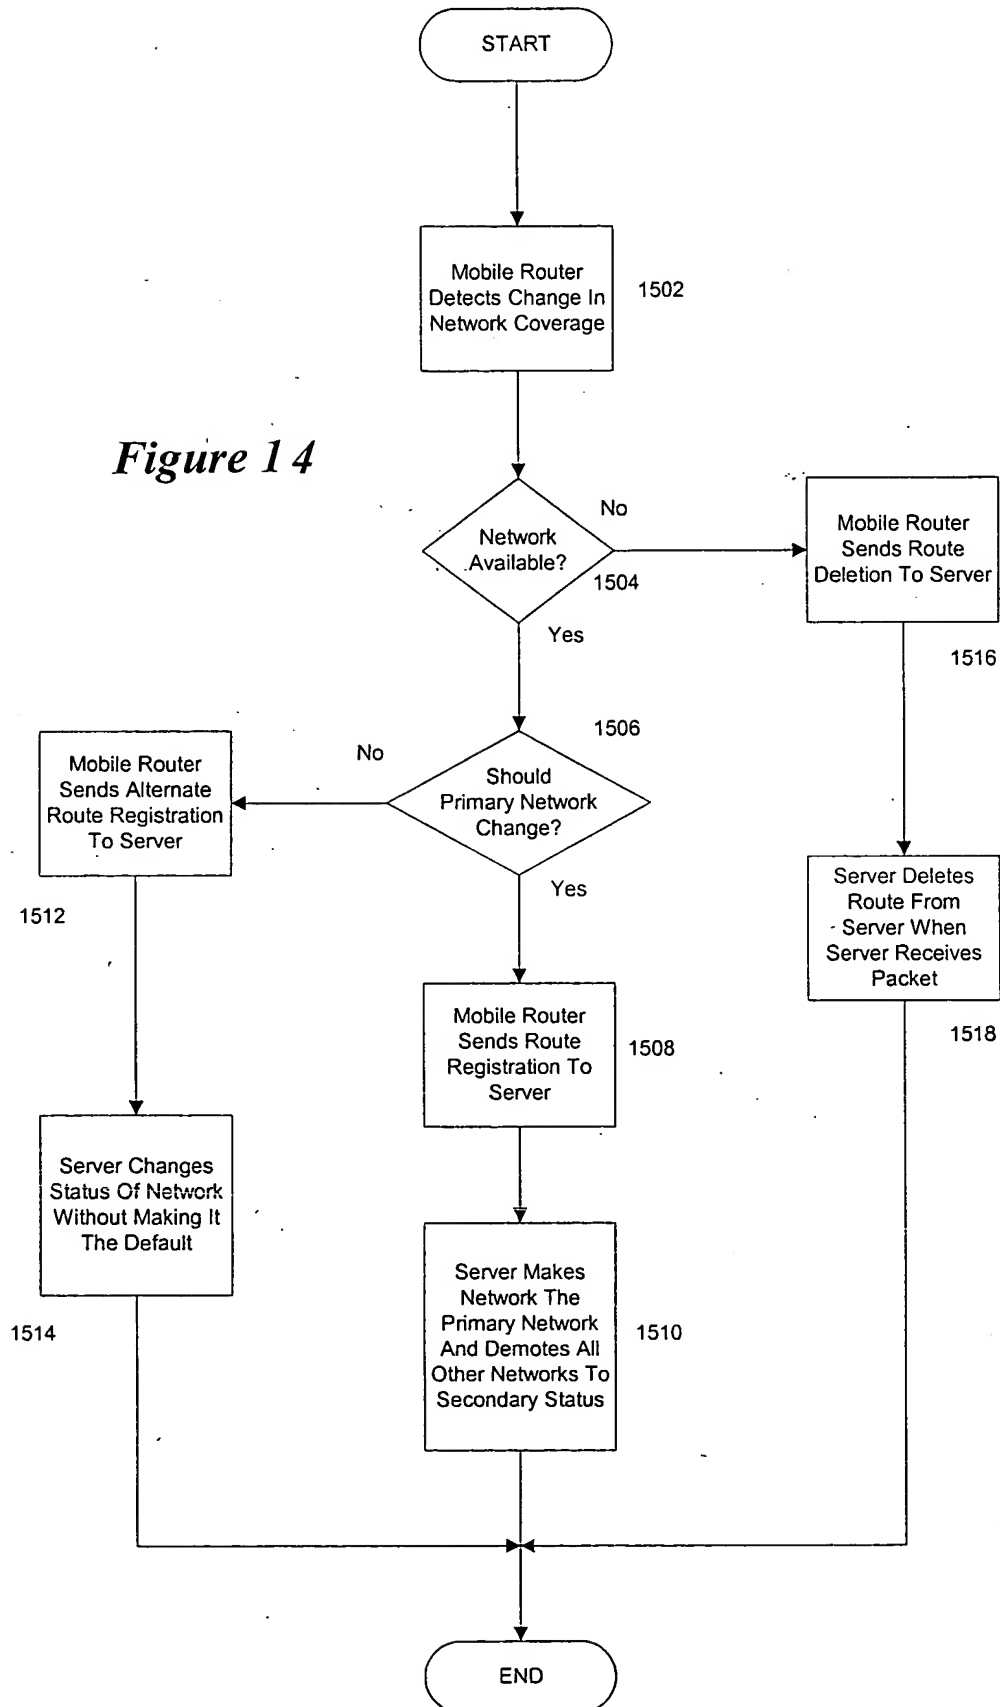 START
Mobile Router
Detects Change In
Network Coverage
1502
Figure 14
Network
Available?
1504
No
Yes
Mobile Router
Sends Route
Deletion To Server
1516
1506
Should
Primary Network
Change?
No
Yes
Mobile Router
Sends Alternate
Route Registration
To Server
1512
Server Deletes
Route From
Server When
Server Receives
Packet
1518
Mobile Router
Sends Route
Registration To
Server
1508
Server Changes
Status Of Network
Without Making It
The Default
1514
Server Makes
Network The
Primary Network
And Demotes All
Other Networks To
Secondary Status
1510
END